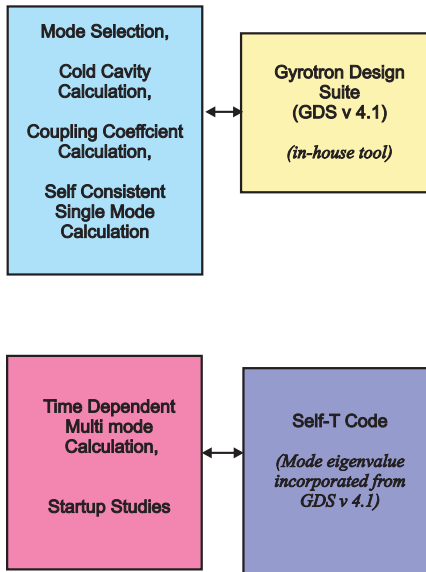 Mode Selection,
Cold Cavity
Calculation,
Coupling Coeffcient
Calculation,
Self Consistent
Single Mode
Calculation
Gyrotron Design
Suite
(GDS v 4.1)
(in-house tool)
Time Dependent
Multi mode
Calculation,
Startup Studies
Self-T Code
(Mode eigenvalue
incorporated from
GDS v 4.1)